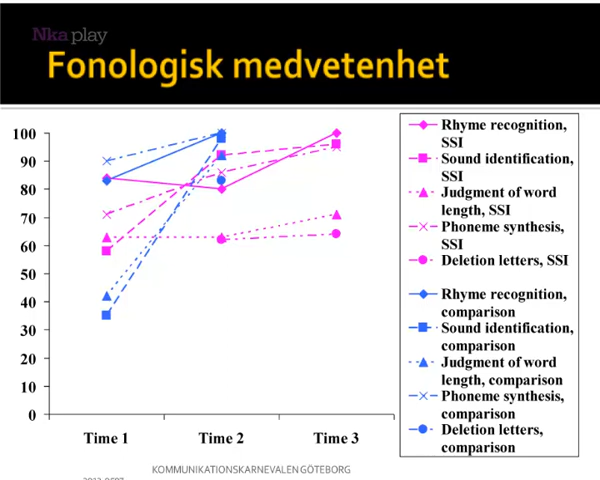 Nka play
Fonologisk medvetenhet
100
90
80
70
60
50
40
30
20
10
0
Time 1 Time 2 Time 3
Rhyme recognition,
SSI
Sound identification,
SSI
Judgment of word
length, SSI
Phoneme synthesis,
SSI
Deletion letters, SSI
Rhyme recognition,
comparison
Sound identification,
comparison
Judgment of word
length, comparison
Phoneme synthesis,
comparison
Deletion letters,
comparison
KOMMUNIKATIONSKARNEVALEN GÖTEBORG